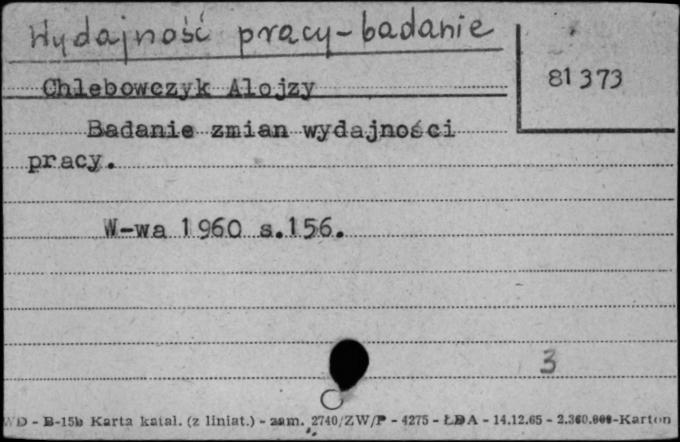 Wydajność pracy-badanie
81373
Chlebowczyk Alojzy
Badanie zmian wydajności
pracy.
W-wa 1960 s.156.
3
WD - B-15b Karta katal. (z liniat.) - zam. 2740/ZW/P - 4275 - ŁDA - 14.12.65 - 2.360.000-Karton